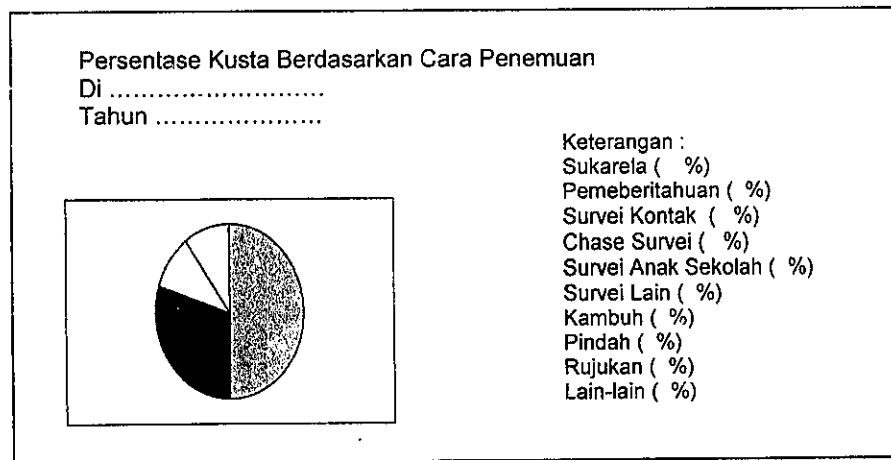 Persentase Kusta Berdasarkan Cara Penemuan
Di ..............................
Tahun .......................
Keterangan :
Sukarela (   %)
Pemeberitahuan (  %)
Survei Kontak  (   %)
Chase Survei (   %)
Survei Anak Sekolah (  %)
Survei Lain (  %)
Kambuh (  %)
Pindah (  %)
Rujukan (  %)
Lain-lain (  %)